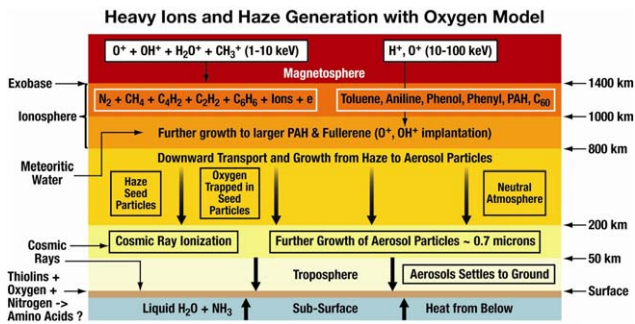 Heavy Ions and Haze Generation with Oxygen Model
O⁺ + OH⁺ + H₂O⁺ + CH₃⁺ (1-10 keV)
H⁺, O⁺ (10-100 keV)
Magnetosphere
Exobase
1400 km
N₂ + CH₄ + C₄H₂ + C₂H₂ + C₆H₆ + Ions + e
Toluene, Aniline, Phenol, Phenyl, PAH, C₆₀
Ionosphere
1000 km
Further growth to larger PAH & Fullerene (O⁺, OH⁺ implantation)
800 km
Meteoritic
Water
Downward Transport and Growth from Haze to Aerosol Particles
Haze
Seed
Particles
Oxygen
Trapped in
Seed
Particles
Neutral
Atmosphere
200 km
Cosmic Ray Ionization
Further Growth of Aerosol Particles ~ 0.7 microns
Cosmic
Rays
50 km
Troposphere
Aerosols Settles to Ground
Thiolins +
Oxygen +
Nitrogen ->
Amino Acids ?
Surface
Liquid H₂O + NH₃
Sub-Surface
Heat from Below